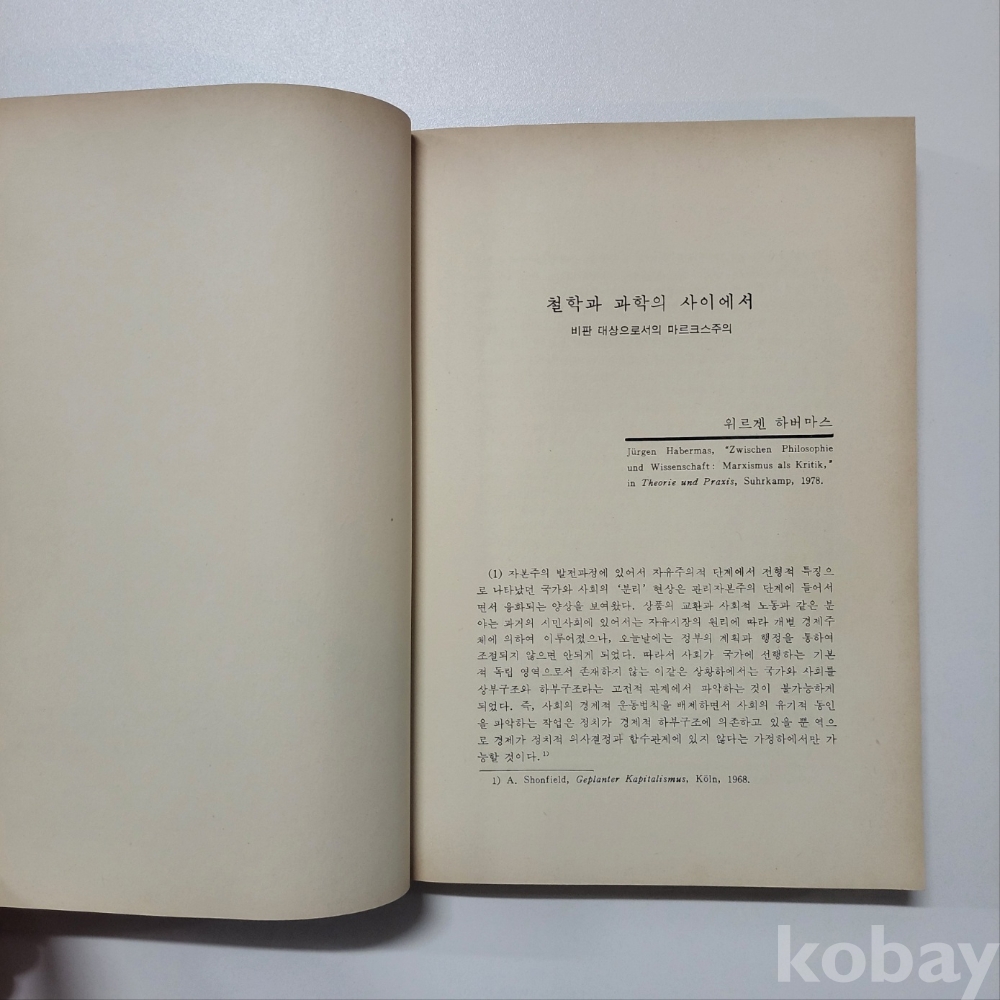 철학과 과학의 사이에서
비판 대상으로서의 마르크스주의
위르겐 하버마스
Jürgen Habermas, "Zwischen Philosophie
und Wissenschaft: Marxismus als Kritik,"
in Theorie und Praxis, Suhrkamp, 1978.
(1) 자본주의 발전과정에 있어서 자유주의적 단계에서 전형적 특징으
로 나타났던 국가와 사회의 '분리' 현상은 관리자본주의 단계에 들어서
면서 융화되는 양상을 보여왔다. 상품의 교환과 사회적 노동과 같은 분
야는 과거의 시민사회에 있어서는 자유시장의 원리에 따라 개별 경제주
체에 의하여 이루어졌으나, 오늘날에는 정부의 계획과 행정을 통하여
조절되지 않으면 안되게 되었다. 따라서 사회가 국가에 선행하는 기본
적 독립 영역으로서 존재하지 않는 이같은 상황하에서는 국가와 사회를
상부구조와 하부구조라는 고전적 관계에서 파악하는 것이 불가능하게
되었다. 즉, 사회의 경제적 운동법칙을 배제하면서 사회의 유기적 동인
을 파악하는 작업은 정치가 경제적 하부구조에 의존하고 있을 뿐 역으
로 경제가 정치적 의사결정과 함수관계에 있지 않다는 가정하에서만 가
능할 것이다.1)
1) A. Shonfield, Geplanter Kapitalismus, Köln, 1968.
kobay